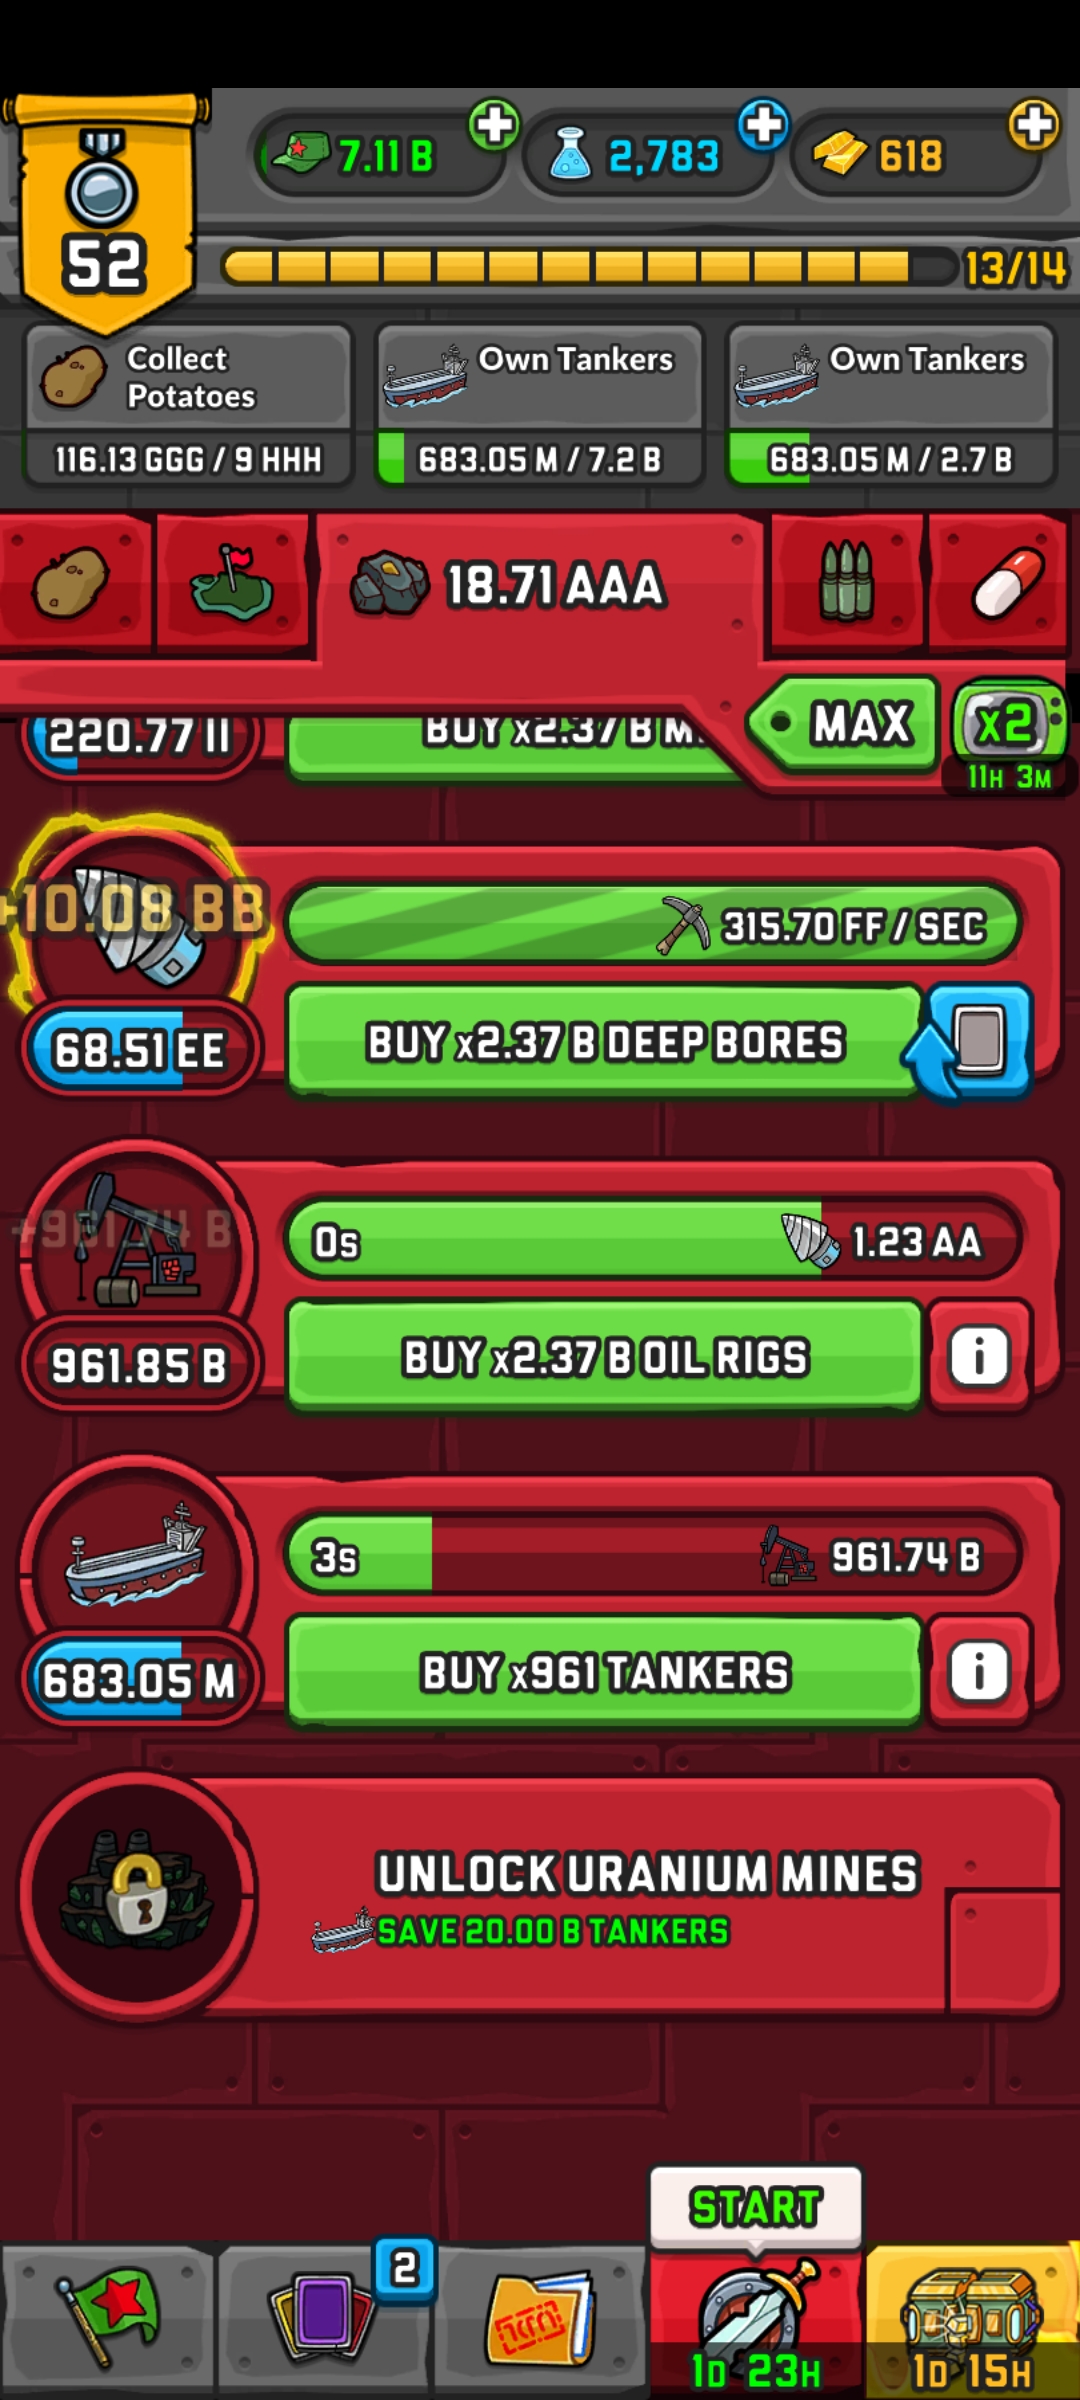 7.11 B
2,783
618
52
13/14
Collect
Potatoes
116.13 GGG / 9 HHH
Own Tankers
683.05 M / 7.2 B
Own Tankers
683.05 M / 2.7 B
18.71 AAA
MAX
X2
11H 3M
220.77 II
BUY x2.37 B M
+10.08 BB
315.70 FF / SEC
68.51 EE
BUY x2.37 B DEEP BORES
+961.74 B
0s
1.23 AA
961.85 B
BUY x2.37 B OIL RIGS
i
3s
961.74 B
683.05 M
BUY x961 TANKERS
i
UNLOCK URANIUM MINES
SAVE 20.00 B TANKERS
START
2
1D 23H
1D 15H